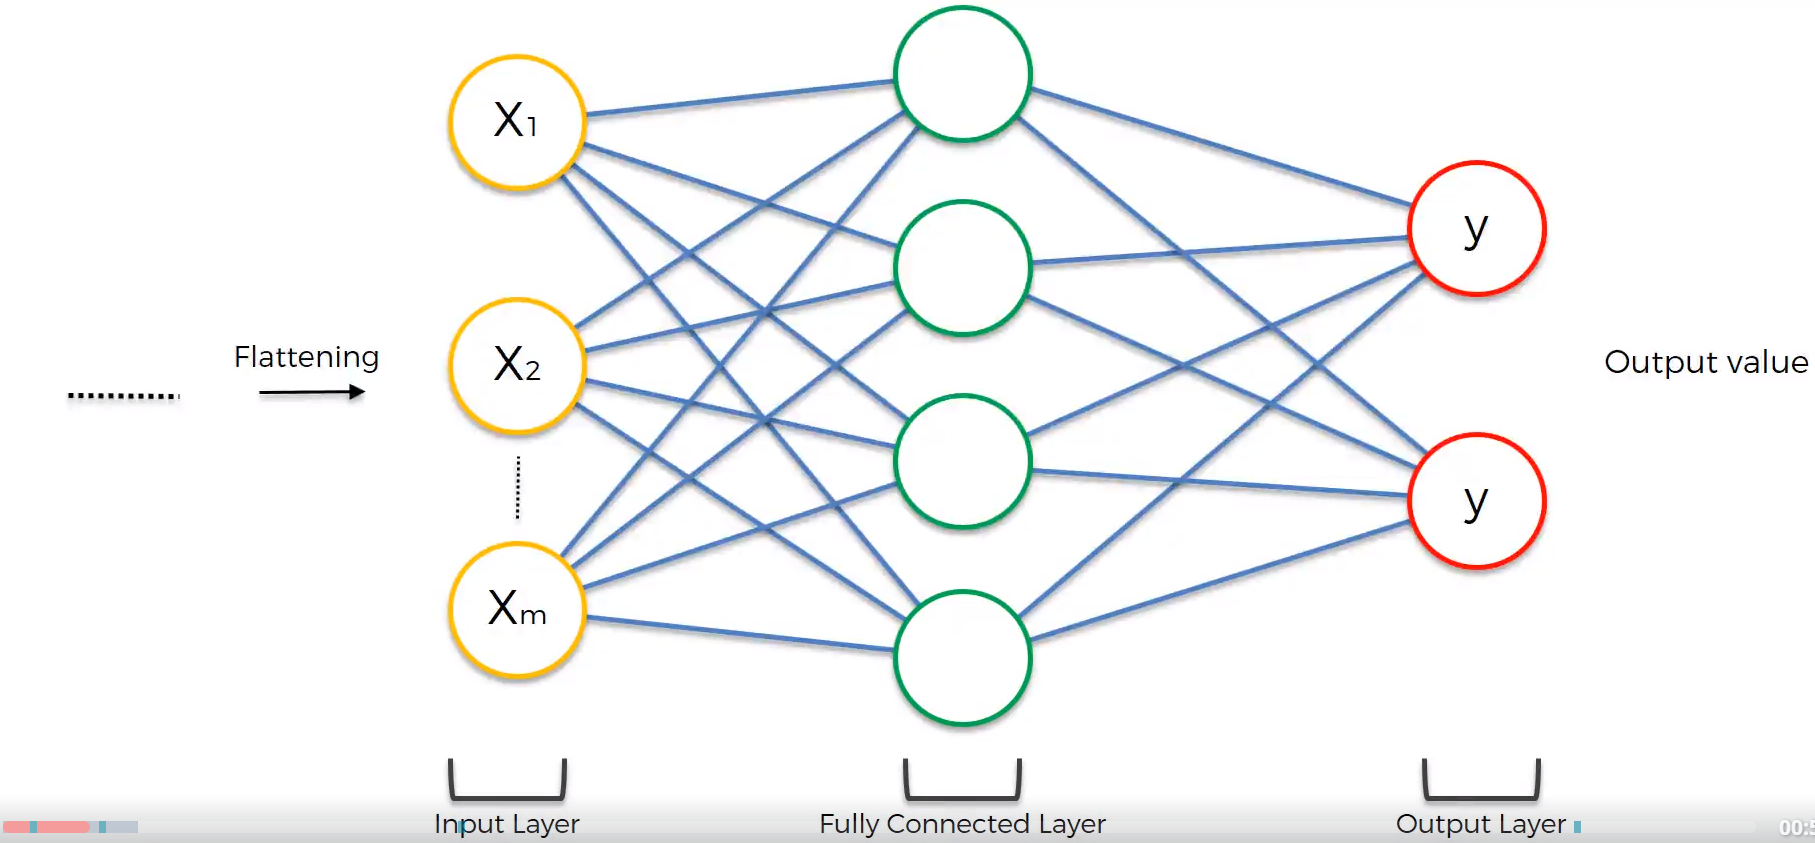 X1
X2
Xm
Flattening
y
y
Output value
Input Layer
Fully Connected Layer
Output Layer